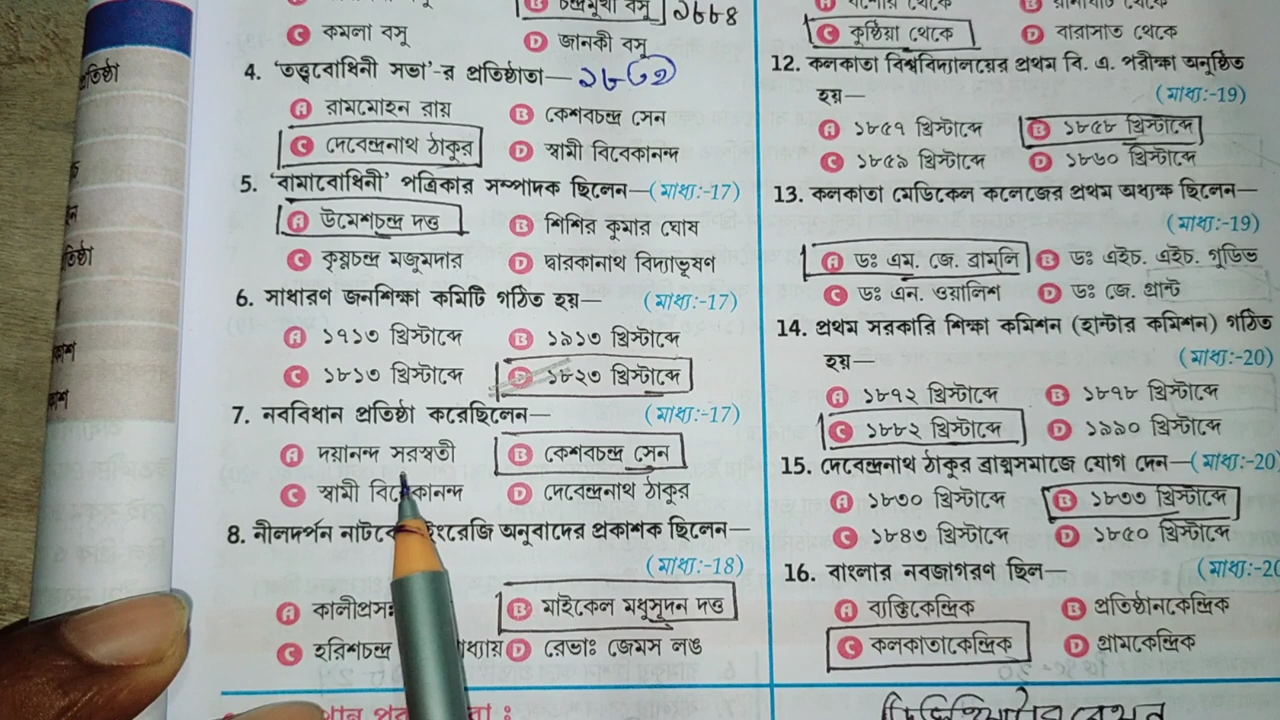 প্রতিষ্ঠা
C কমলা বসু D জানকী বসু
4. 'তত্ত্ববোধিনী সভা'-র প্রতিষ্ঠাতা—
A রামমোহন রায় B কেশবচন্দ্র সেন
C দেবেন্দ্রনাথ ঠাকুর D স্বামী বিবেকানন্দ
5. 'বামাবোধিনী' পত্রিকার সম্পাদক ছিলেন—(মাধ্য:-17)
A উমেশচন্দ্র দত্ত B শিশির কুমার ঘোষ
C কৃষ্ণচন্দ্র মজুমদার D দ্বারকানাথ বিদ্যাভূষণ
6. সাধারণ জনশিক্ষা কমিটি গঠিত হয়— (মাধ্য:-17)
A ১৭১৩ খ্রিস্টাব্দে B ১৯১৩ খ্রিস্টাব্দে
C ১৮১৩ খ্রিস্টাব্দে D ১৮২৩ খ্রিস্টাব্দে
7. নববিধান প্রতিষ্ঠা করেছিলেন— (মাধ্য:-17)
A দয়ানন্দ সরস্বতী B কেশবচন্দ্র সেন
C স্বামী বিবেকানন্দ D দেবেন্দ্রনাথ ঠাকুর
8. নীলদর্পন নাটকে ইংরেজি অনুবাদের প্রকাশক ছিলেন—
(মাধ্য:-18)
A B মাইকেল মধুসূদন দত্ত
C হরিশচন্দ্র D রেভাঃ জেমস লঙ
C কুষ্ঠিয়া থেকে D বারাসাত থেকে
12. কলকাতা বিশ্ববিদ্যালয়ের প্রথম বি. এ. পরীক্ষা অনুষ্ঠিত
হয়— (মাধ্য:-19)
A ১৮৫৭ খ্রিস্টাব্দে B ১৮৫৮ খ্রিস্টাব্দে
C ১৮৫৯ খ্রিস্টাব্দে D ১৮৬০ খ্রিস্টাব্দে
13. কলকাতা মেডিকেল কলেজের প্রথম অধ্যক্ষ ছিলেন—
(মাধ্য:-19)
A ডঃ এম. জে. ব্রাম্‌লি B ডঃ এইচ. এইচ. গুডিভ
C ডঃ এন. ওয়ালিশ D ডঃ জে. গ্রান্ট
14. প্রথম সরকারি শিক্ষা কমিশন (হান্টার কমিশন) গঠিত
হয়— (মাধ্য:-20)
A ১৮৭২ খ্রিস্টাব্দে B ১৮৭৮ খ্রিস্টাব্দে
C ১৮৮২ খ্রিস্টাব্দে D ১৯৯০ খ্রিস্টাব্দে
15. দেবেন্দ্রনাথ ঠাকুর ব্রাহ্মসমাজে যোগ দেন—(মাধ্য:-20)
A ১৮৩০ খ্রিস্টাব্দে B ১৮৩৩ খ্রিস্টাব্দে
C ১৮৪৩ খ্রিস্টাব্দে D ১৮৫০ খ্রিস্টাব্দে
16. বাংলার নবজাগরণ ছিল— (মাধ্য:-20
A ব্যক্তিকেন্দ্রিক B প্রতিষ্ঠানকেন্দ্রিক
C কলকাতাকেন্দ্রিক D গ্রামকেন্দ্রিক